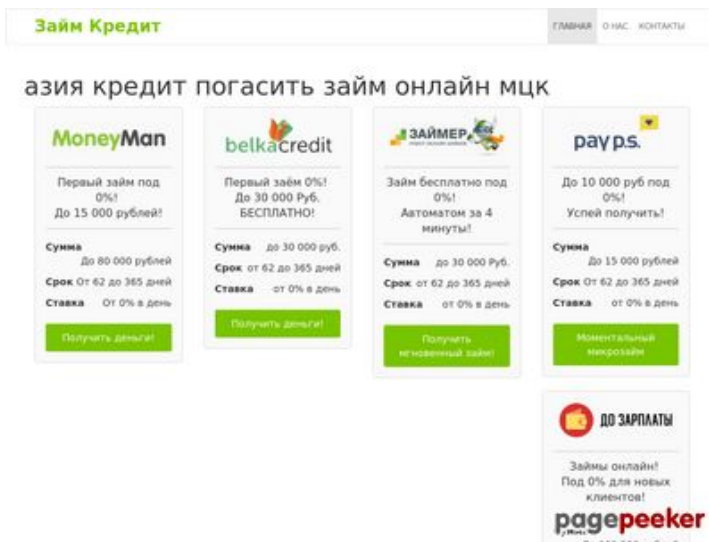 Займ Кредит
ГЛАВНАЯ О НАС КОНТАКТЫ
азия кредит погасить займ онлайн мцк
MoneyMan
Первый займ под
0%!
До 15 000 рублей!
Сумма
До 80 000 рублей
Срок От 62 до 365 дней
Ставка От 0% в день
Получить деньги!
belkacredit
Первый заём 0%!
До 30 000 Руб.
БЕСПЛАТНО!
Сумма до 30 000 руб.
Срок от 62 до 365 дней
Ставка от 0% в день
Получить деньги!
ЗАЙМЕР
Займ бесплатно под
0%!
Автоматом за 4
минуты!
Сумма до 30 000 Руб.
Срок от 62 до 365 дней
Ставка от 0% в день
Получить
мгновенный займ!
pay p.s.
До 10 000 руб под
0%!
Успей получить!
Сумма
До 15 000 рублей
Срок От 62 до 365 дней
Ставка от 0% в день
Моментальный
микрозайм
ДО ЗАРПЛАТЫ
Займы онлайн!
Под 0% для новых
клиентов!
pagepeeker